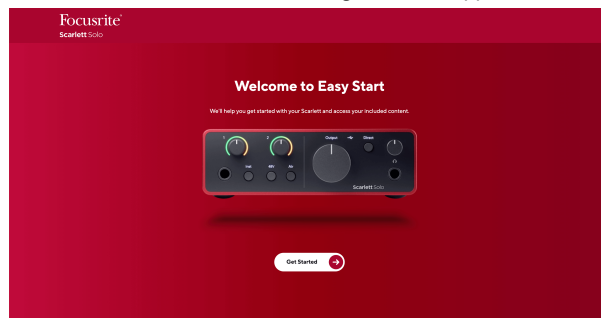 Focusrite®
Scarlett Solo
Welcome to Easy Start
We'll help you get started with your Scarlett and access your included content.
1
2
Output
Direct
Inst
48V
Air
Scarlett Solo
Get Started